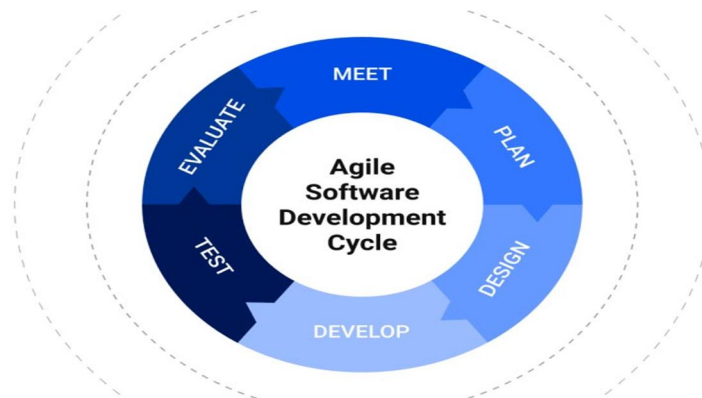 MEET
PLAN
DESIGN
DEVELOP
TEST
EVALUATE
Agile
Software
Development
Cycle